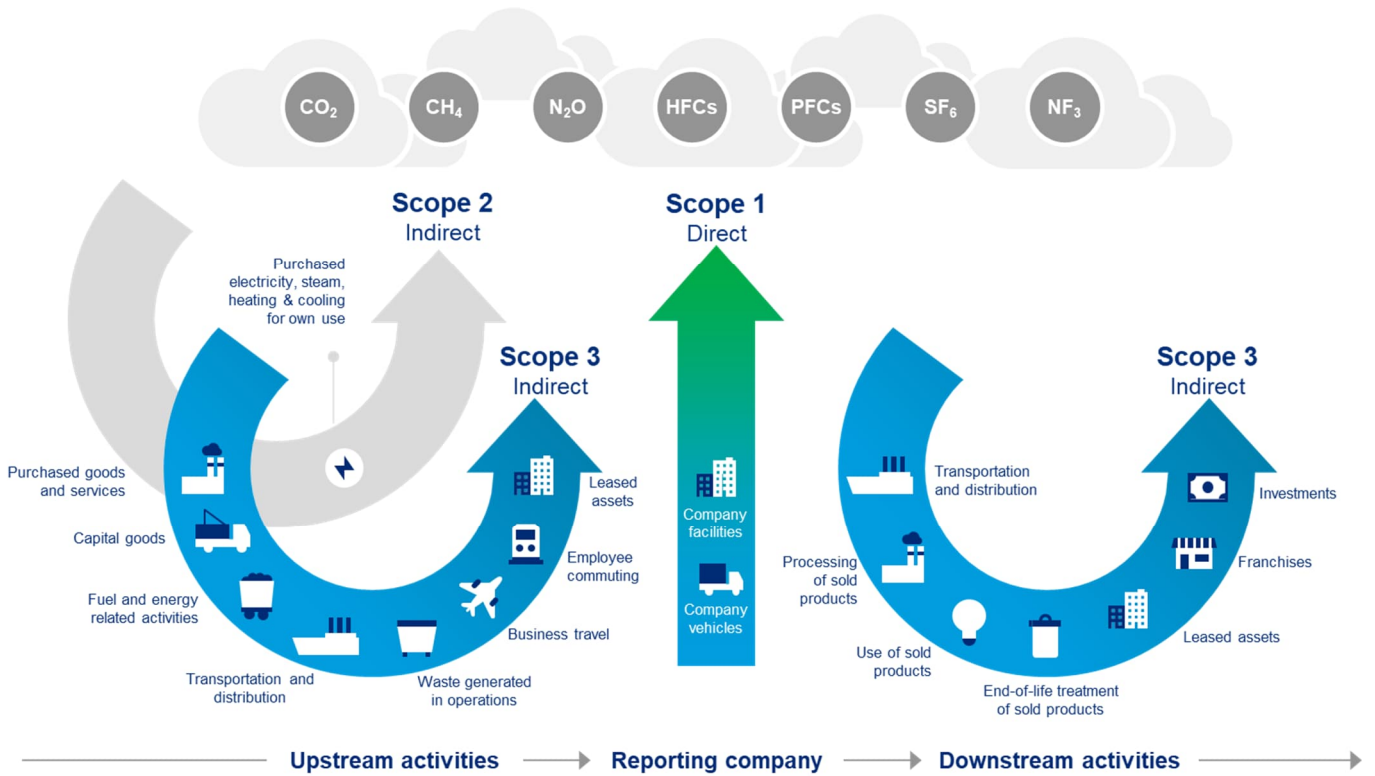 CO₂
CH₄
N₂O
HFCs
PFCs
SF₆
NF₃
Scope 2
Indirect
Purchased
electricity, steam,
heating & cooling
for own use
Scope 1
Direct
Scope 3
Indirect
Scope 3
Indirect
Purchased goods
and services
Capital goods
Fuel and energy
related activities
Transportation and
distribution
Waste generated
in operations
Business travel
Employee
commuting
Leased
assets
Company
facilities
Company
vehicles
Transportation
and distribution
Processing
of sold
products
Use of sold
products
End-of-life treatment
of sold products
Leased assets
Franchises
Investments
Upstream activities
Reporting company
Downstream activities